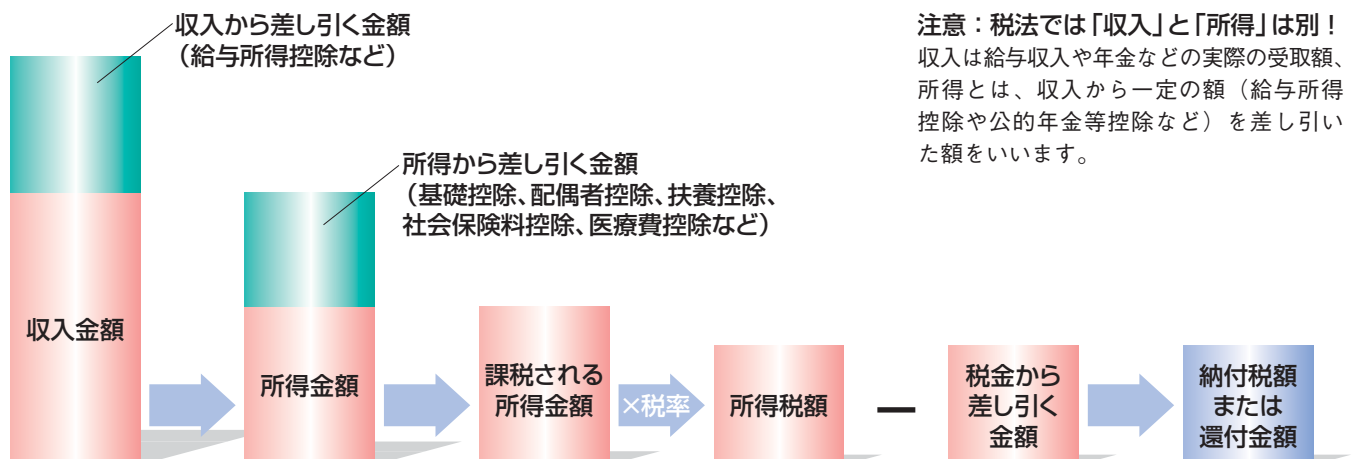 収入から差し引く金額
（給与所得控除など）
注意：税法では「収入」と「所得」は別！
収入は給与収入や年金などの実際の受取額、
所得とは、収入から一定の額（給与所得
控除や公的年金等控除など）を差し引い
た額をいいます。
所得から差し引く金額
（基礎控除、配偶者控除、扶養控除、
社会保険料控除、医療費控除など）
収入金額
所得金額
課税される
所得金額
×税率
所得税額
ー
税金から
差し引く
金額
納付税額
または
還付金額